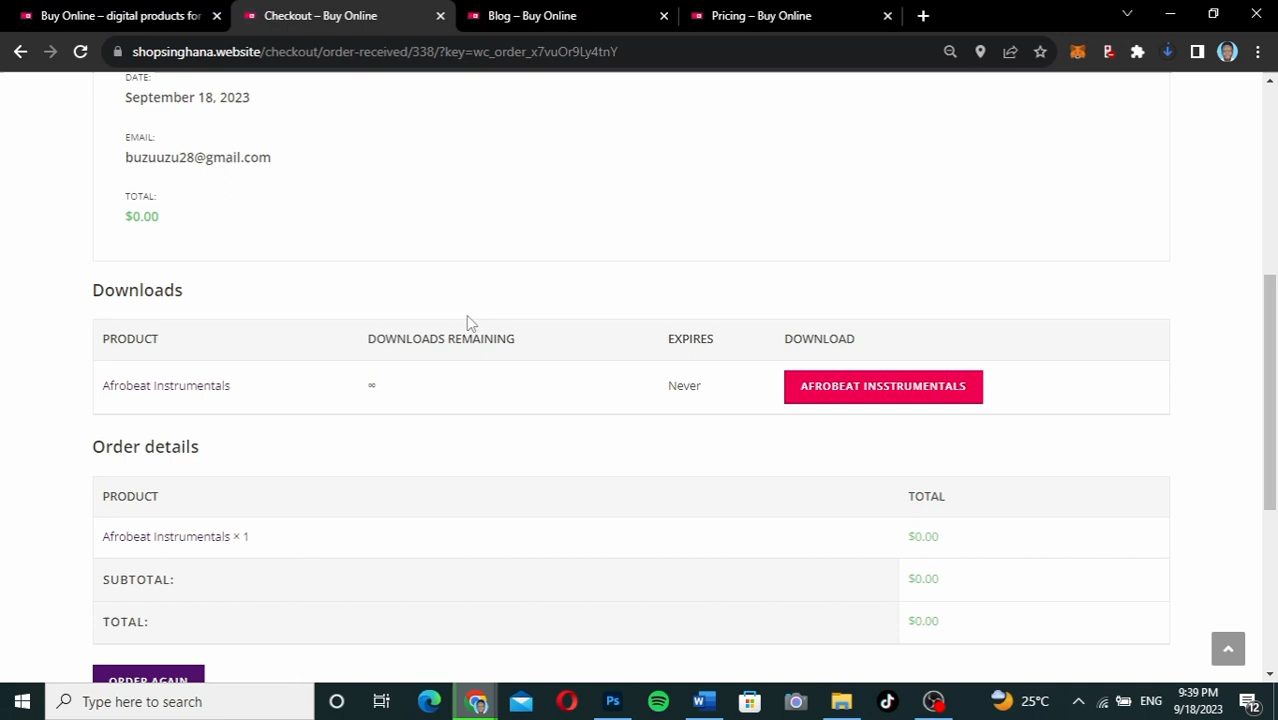 Buy Online – digital products for
Checkout – Buy Online
Blog – Buy Online
Pricing – Buy Online
shopsinghana.website/checkout/order-received/338/?key=wc_order_x7vuOr9Ly4tnY
DATE:
September 18, 2023
EMAIL:
buzuuzu28@gmail.com
TOTAL:
$0.00
Downloads
PRODUCT DOWNLOADS REMAINING EXPIRES DOWNLOAD
Afrobeat Instrumentals ∞ Never AFROBEAT INSSTRUMENTALS
Order details
PRODUCT TOTAL
Afrobeat Instrumentals × 1 $0.00
SUBTOTAL: $0.00
TOTAL: $0.00
ORDER AGAIN
Type here to search
Ps
25°C
ENG
9:39 PM
9/18/2023
12